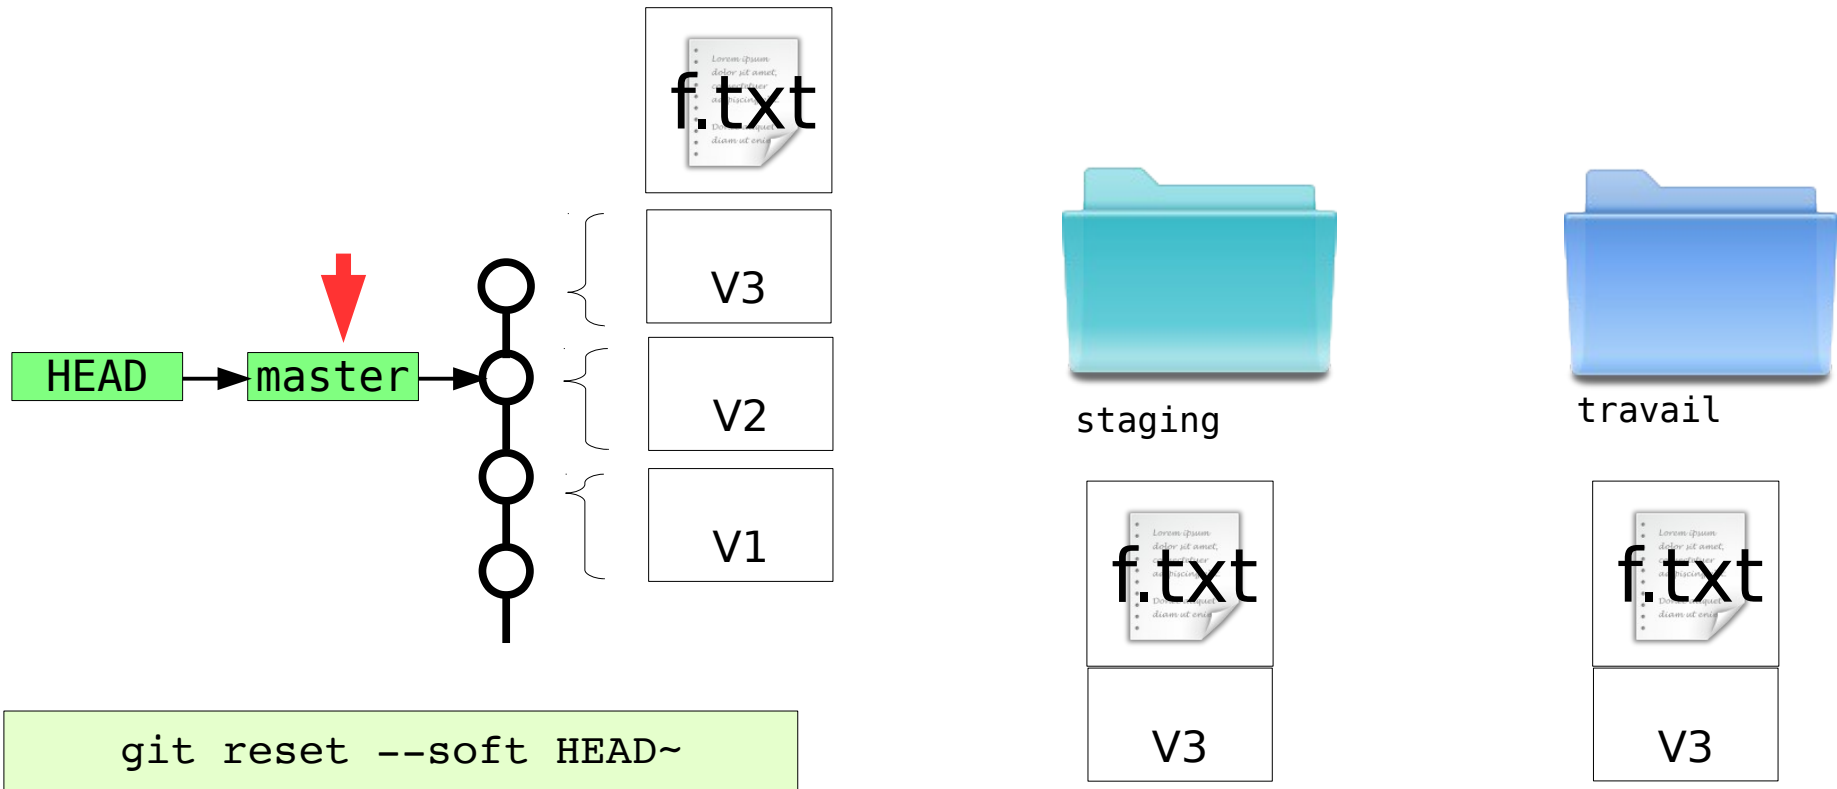 f.txt
V3
HEAD
master
V2
V1
staging
travail
f.txt
f.txt
V3
V3
git reset --soft HEAD~